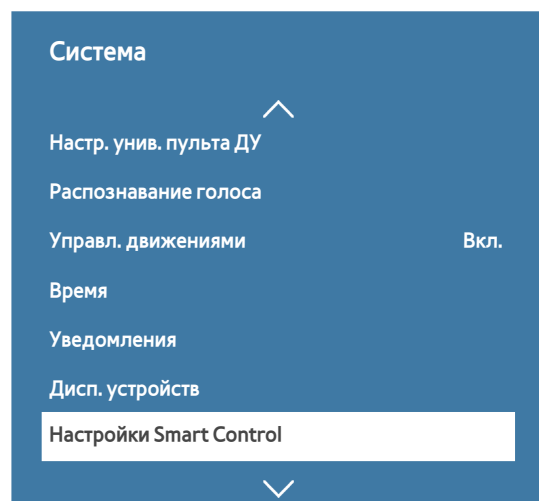 Система
Настр. унив. пульта ДУ
Распознавание голоса
Управл. движениями Вкл.
Время
Уведомления
Дисп. устройств
Настройки Smart Control